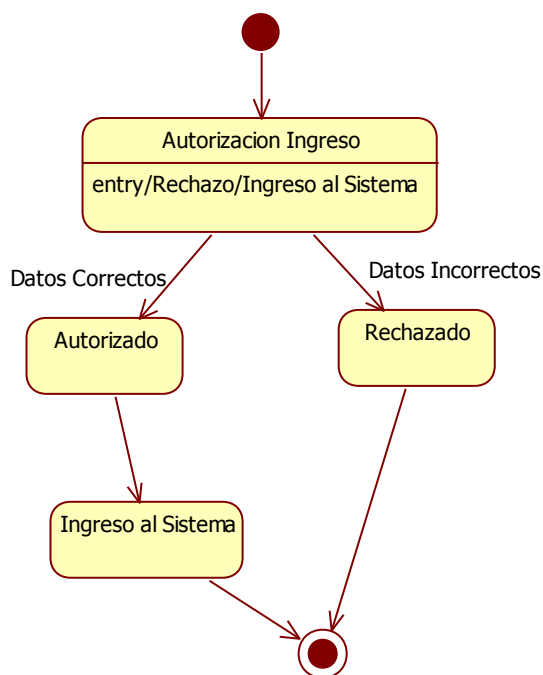 Autorizacion Ingreso
entry/Rechazo/Ingreso al Sistema
Datos Correctos
Datos Incorrectos
Autorizado
Rechazado
Ingreso al Sistema